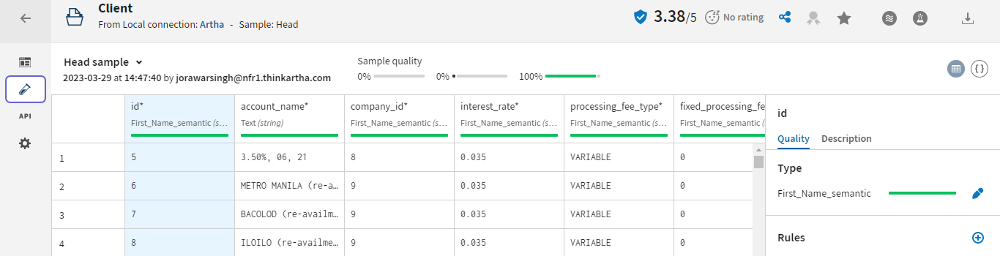 Client
From Local connection: Artha - Sample: Head
3.38/5
No rating
Head sample
2023-03-29 at 14:47:40 by jorawarsingh@nfr1.thinkartha.com
Sample quality
0% 0% 100%
API
id* account_name* company_id* interest_rate* processing_fee_type* fixed_processing_fe
First_Name_semantic (s... Text (string) First_Name_semantic (s... First_Name_semantic (s... First_Name_semantic (s... First_Name_semantic (
1 5 3.50%, 06, 21 8 0.035 VARIABLE 0
2 6 METRO MANILA (re-a... 9 0.035 VARIABLE 0
3 7 BACOLOD (re-availm... 9 0.035 VARIABLE 0
4 8 ILOILO (re-availme... 9 0.035 VARIABLE 0
id
Quality Description
Type
First_Name_semantic
Rules